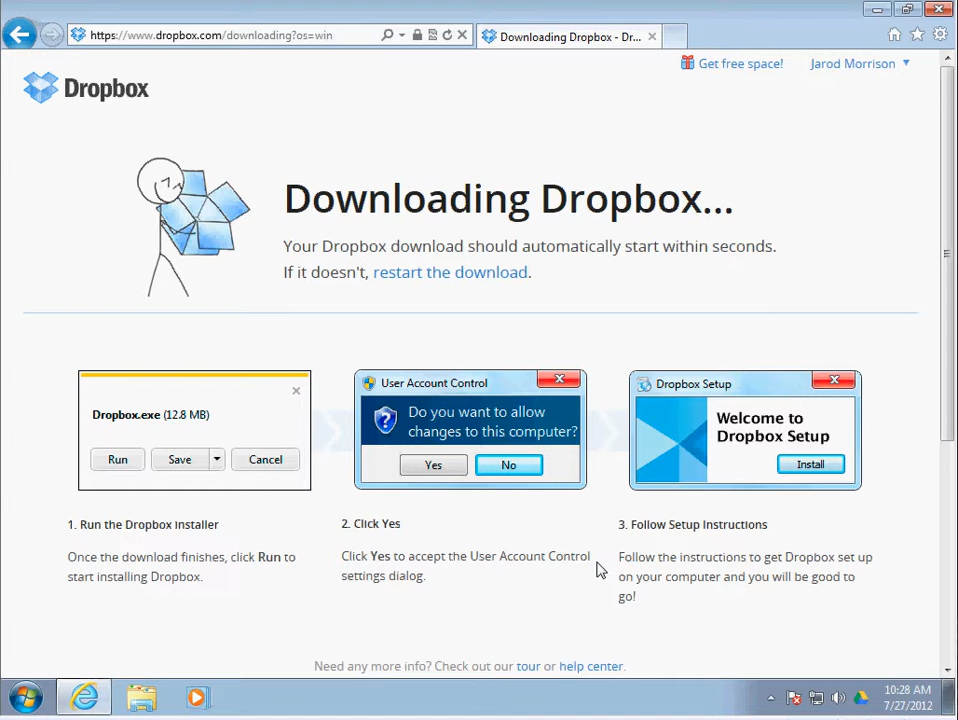 https://www.dropbox.com/downloading?os=win
Downloading Dropbox - Dr...
Get free space!
Jarod Morrison
Dropbox
Downloading Dropbox...
Your Dropbox download should automatically start within seconds.
If it doesn't, restart the download.
Dropbox.exe (12.8 MB)
Run
Save
Cancel
User Account Control
Do you want to allow
changes to this computer?
Yes
No
Dropbox Setup
Welcome to
Dropbox Setup
Install
1. Run the Dropbox Installer
Once the download finishes, click Run to
start installing Dropbox.
2. Click Yes
Click Yes to accept the User Account Control
settings dialog.
3. Follow Setup Instructions
Follow the instructions to get Dropbox set up
on your computer and you will be good to
go!
Need any more info? Check out our tour or help center.
10:28 AM
7/27/2012